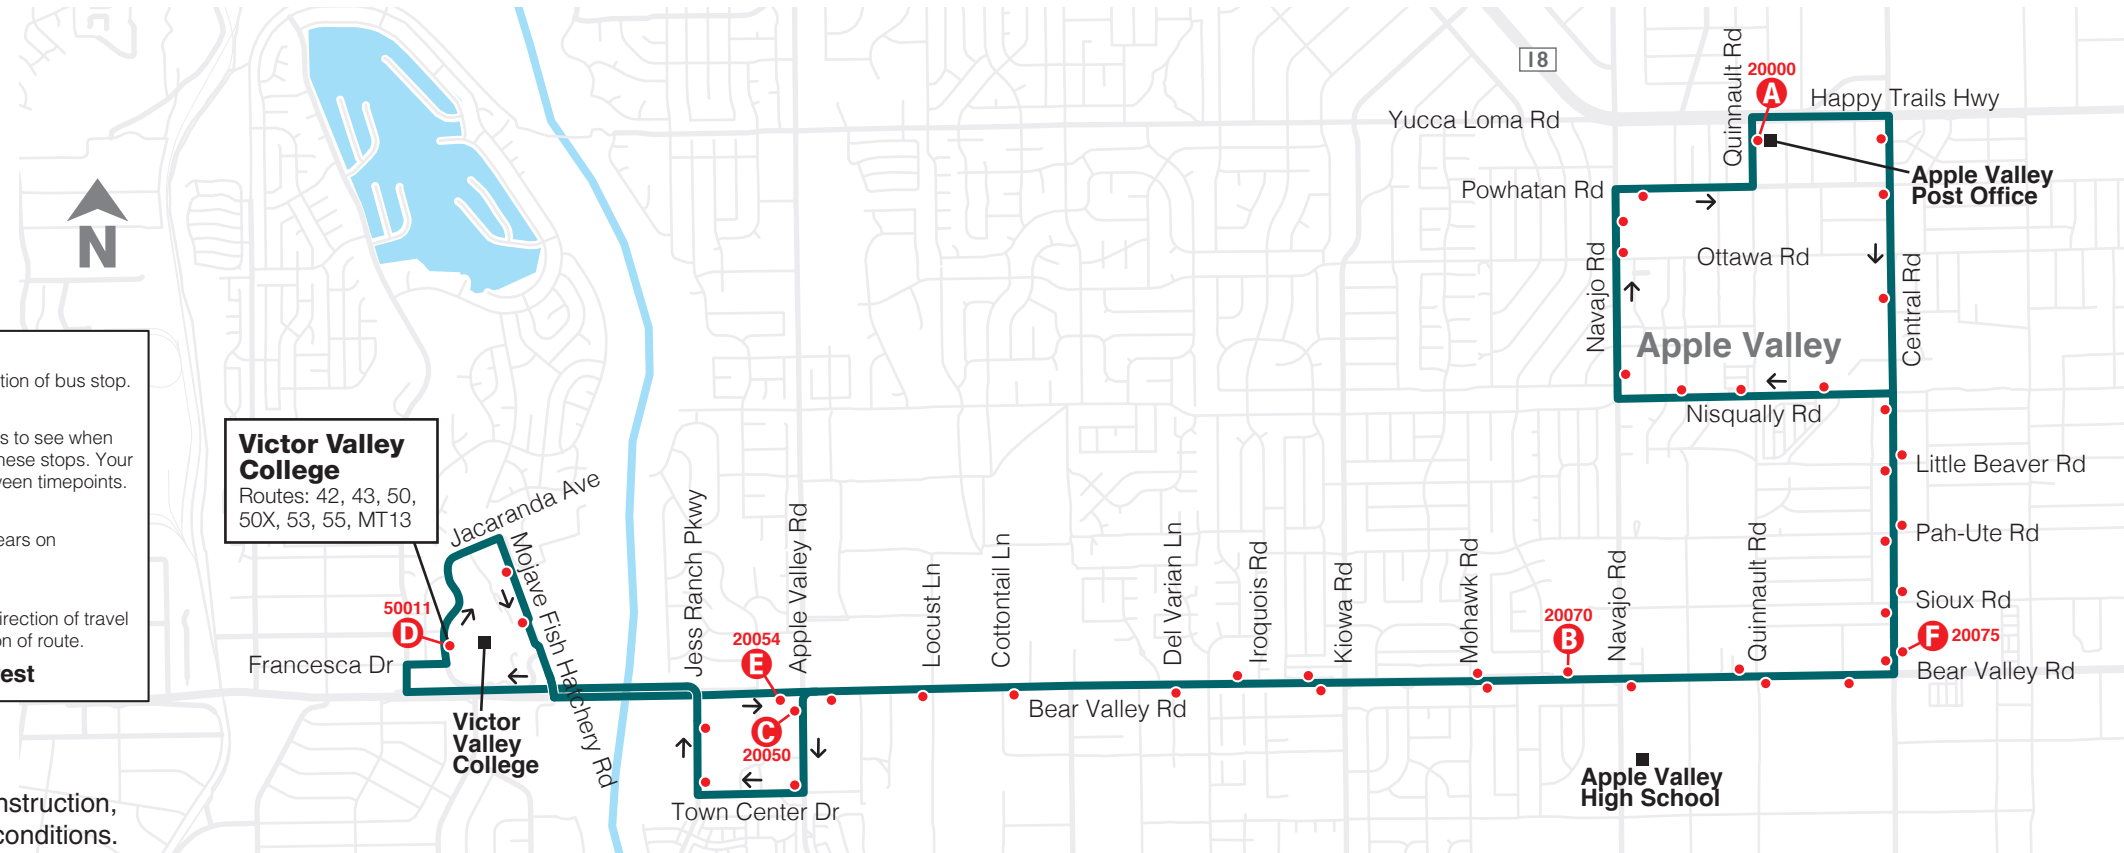 18
Quinnault Rd
20000
A
Happy Trails Hwy
Yucca Loma Rd
Apple Valley
Post Office
Powhatan Rd
N
Navajo Rd
Ottawa Rd
Central Rd
Apple Valley
Nisqually Rd
tion of bus stop.
s to see when
hese stops. Your
ween timepoints.
ears on
direction of travel
on of route.
est
Victor Valley
College
Routes: 42, 43, 50,
50X, 53, 55, MT13
Jacaranda Ave
Mojave Fish Hatchery Rd
50011
D
Francesca Dr
Victor
Valley
College
Jess Ranch Pkwy
Apple Valley Rd
20054
E
C
20050
Town Center Dr
Locust Ln
Cottontail Ln
Bear Valley Rd
Del Varian Ln
Iroquois Rd
Kiowa Rd
Mohawk Rd
20070
B
Navajo Rd
Quinnault Rd
Little Beaver Rd
Pah-Ute Rd
Sioux Rd
F 20075
Bear Valley Rd
Apple Valley
High School
nstruction,
conditions.